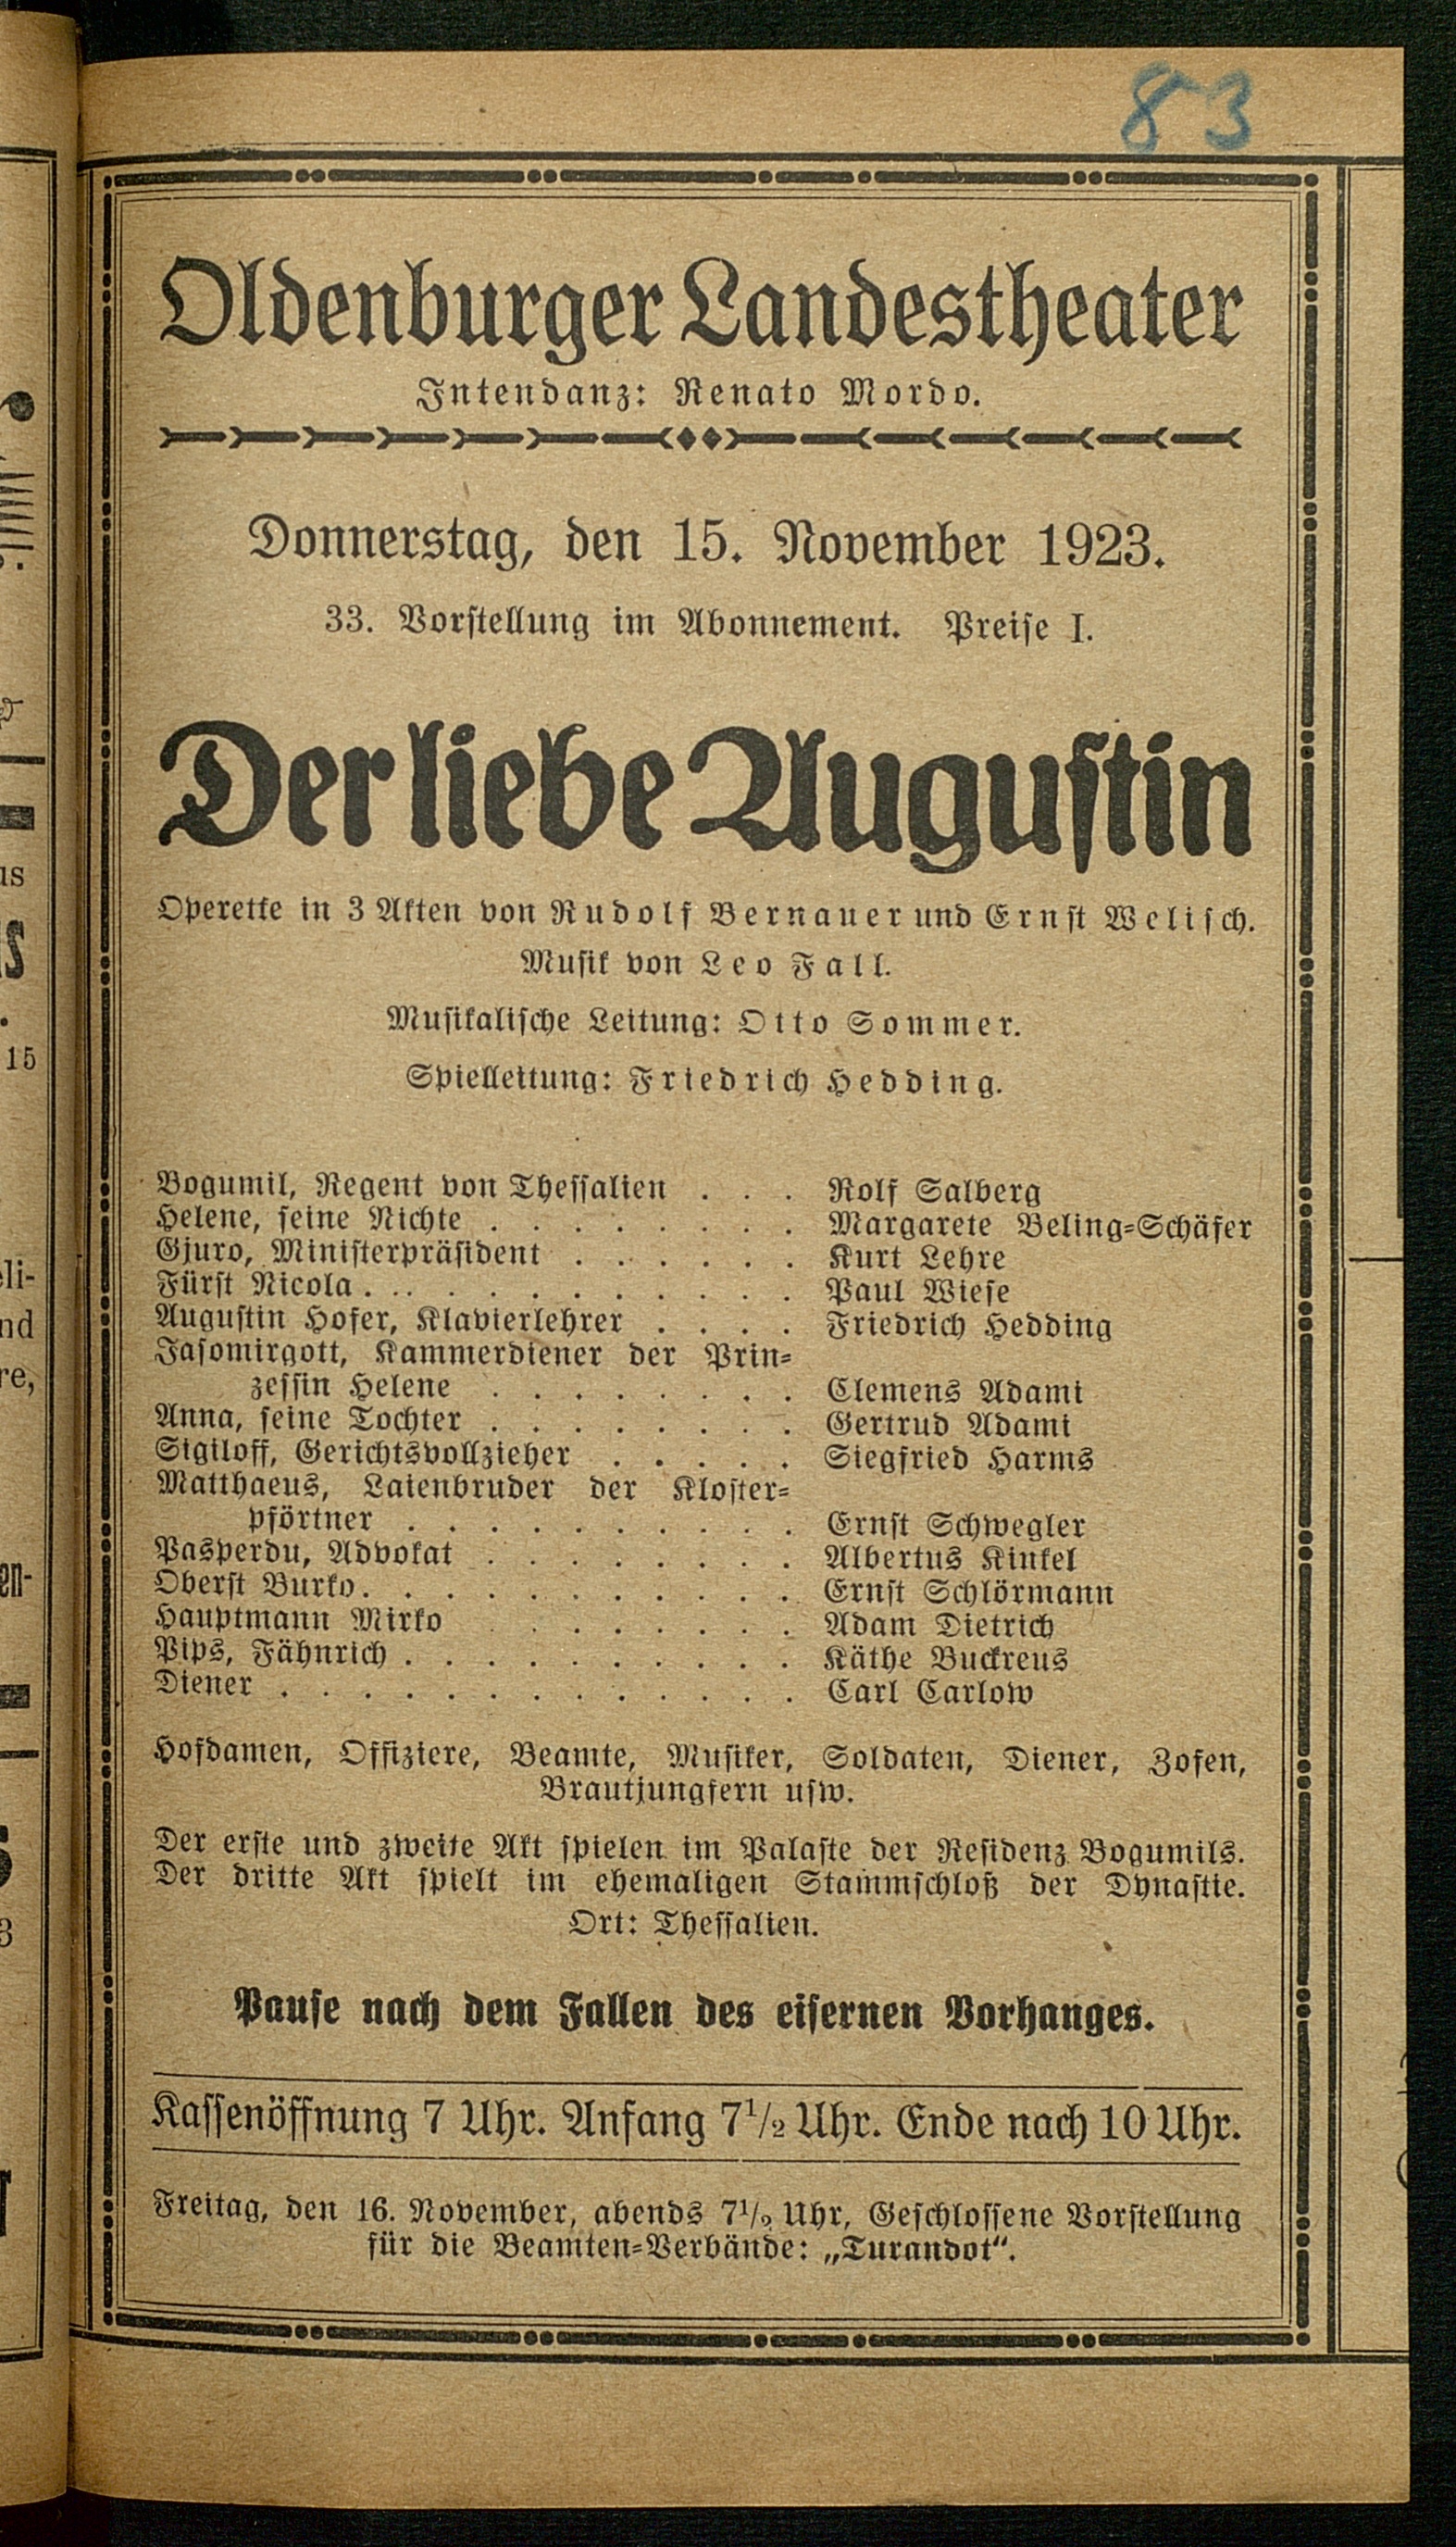 83
Oldenburger Landestheater
Intendanz: Renato Mordo.
Donnerstag, den 15. November 1923.
33. Vorstellung im Abonnement. Preise I.
Der liebe Augustin
Operette in 3 Akten von Rudolf Bernauer und Ernst Welisch.
Musik von Leo Fall.
Musikalische Leitung: Otto Sommer.
Spielleitung: Friedrich Hedding.
Bogumil, Regent von Thessalien . . . Rolf Salberg
Helene, seine Nichte . . . . . . . . Margarete Beling-Schäfer
Gjuro, Ministerpräsident . . . . . . Kurt Lehre
Fürst Nicola . . . . . . . . . . . Paul Wiese
Augustin Hofer, Klavierlehrer . . . . Friedrich Hedding
Jasomirgott, Kammerdiener der Prin-
zessin Helene . . . . . . . . Clemens Adami
Anna, seine Tochter . . . . . . . . Gertrud Adami
Sigiloff, Gerichtsvollzieher . . . . . Siegfried Harms
Matthaeus, Laienbruder der Kloster-
pförtner . . . . . . . . . . Ernst Schwegler
Pasperdu, Advokat . . . . . . . . Albertus Kinkel
Oberst Burko . . . . . . . . . . . Ernst Schlörmann
Hauptmann Mirko . . . . . . . . Adam Dietrich
Pips, Fähnrich . . . . . . . . . . Käthe Buckreus
Diener . . . . . . . . . . . . . Carl Carlow
Hofdamen, Offiziere, Beamte, Musiker, Soldaten, Diener, Zofen,
Brautjungfern usw.
Der erste und zweite Akt spielen im Palaste der Residenz Bogumils.
Der dritte Akt spielt im ehemaligen Stammschloß der Dynastie.
Ort: Thessalien.
Pause nach dem Fallen des eisernen Vorhanges.
Kassenöffnung 7 Uhr. Anfang 7½ Uhr. Ende nach 10 Uhr.
Freitag, den 16. November, abends 7½ Uhr, Geschlossene Vorstellung
für die Beamten-Verbände: „Turandot“.